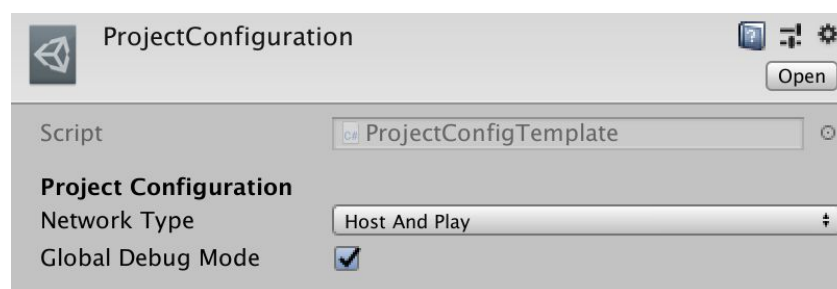 ProjectConfiguration
Open
Script
ProjectConfigTemplate
Project Configuration
Network Type
Host And Play
Global Debug Mode